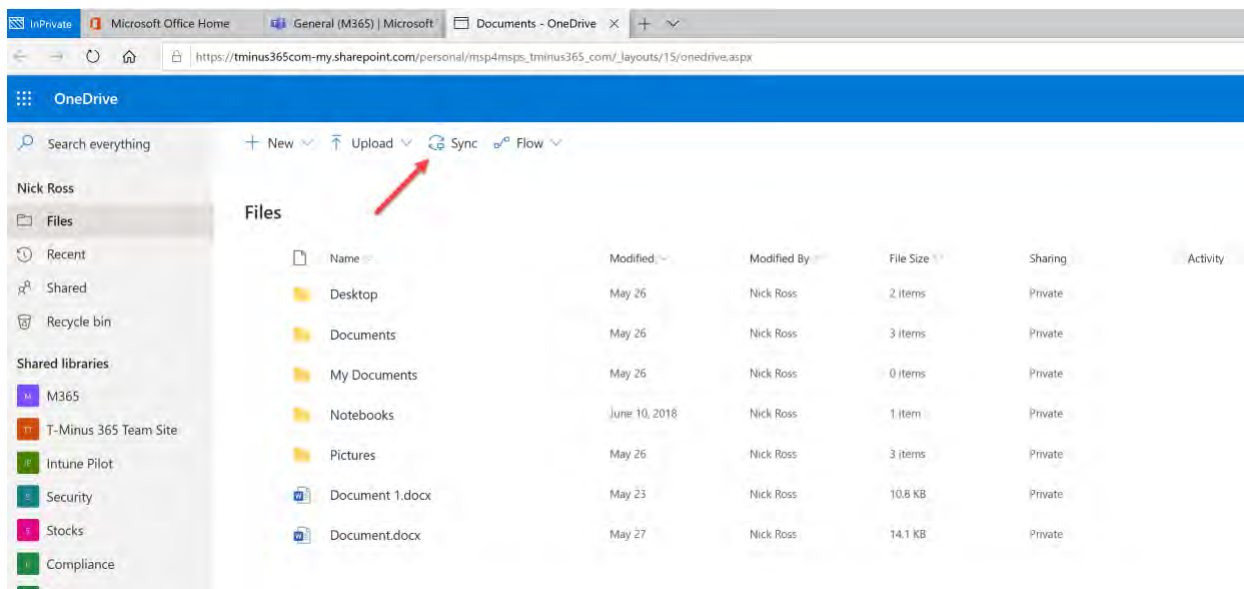 InPrivate Microsoft Office Home General (M365) | Microsoft Documents - OneDrive
https://tminus365com-my.sharepoint.com/personal/msp4msps_tminus365_com/_layouts/15/onedrive.aspx
OneDrive
Search everything
New Upload Sync Flow
Nick Ross
Files
Recent
Shared
Recycle bin
Shared libraries
M M365
TT T-Minus 365 Team Site
IP Intune Pilot
S Security
S Stocks
Compliance
Files
Name Modified Modified By File Size Sharing Activity
Desktop May 26 Nick Ross 2 items Private
Documents May 26 Nick Ross 3 items Private
My Documents May 26 Nick Ross 0 items Private
Notebooks June 10, 2018 Nick Ross 1 item Private
Pictures May 26 Nick Ross 3 items Private
Document 1.docx May 23 Nick Ross 10.8 KB Private
Document.docx May 27 Nick Ross 14.1 KB Private